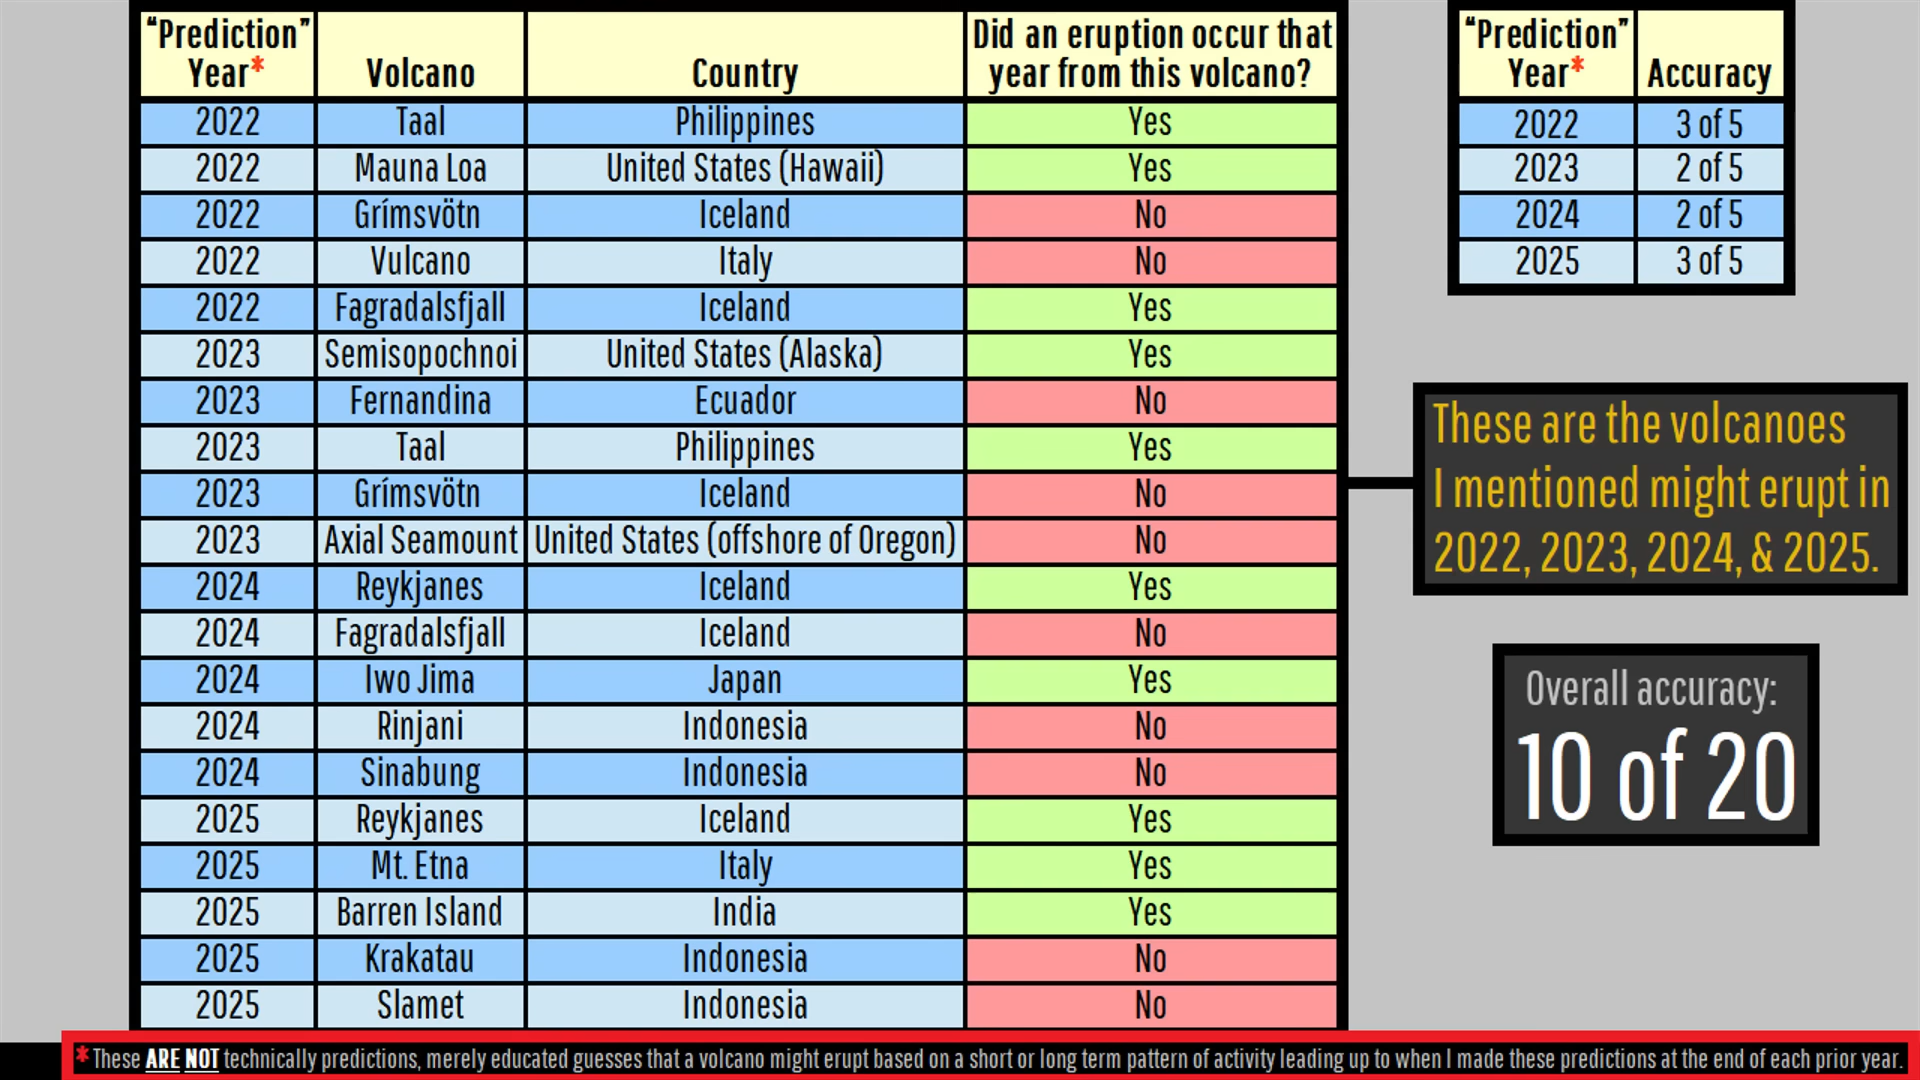 “Prediction” Year* Volcano Country Did an eruption occur that year from this volcano?
2022 Taal Philippines Yes
2022 Mauna Loa United States (Hawaii) Yes
2022 Grímsvötn Iceland No
2022 Vulcano Italy No
2022 Fagradalsfjall Iceland Yes
2023 Semisopochnoi United States (Alaska) Yes
2023 Fernandina Ecuador No
2023 Taal Philippines Yes
2023 Grímsvötn Iceland No
2023 Axial Seamount United States (offshore of Oregon) No
2024 Reykjanes Iceland Yes
2024 Fagradalsfjall Iceland No
2024 Iwo Jima Japan Yes
2024 Rinjani Indonesia No
2024 Sinabung Indonesia No
2025 Reykjanes Iceland Yes
2025 Mt. Etna Italy Yes
2025 Barren Island India Yes
2025 Krakatau Indonesia No
2025 Slamet Indonesia No
“Prediction” Year* Accuracy
2022 3 of 5
2023 2 of 5
2024 2 of 5
2025 3 of 5
These are the volcanoes
I mentioned might erupt in
2022, 2023, 2024, & 2025.
Overall accuracy:
10 of 20
* These ARE NOT technically predictions, merely educated guesses that a volcano might erupt based on a short or long term pattern of activity leading up to when I made these predictions at the end of each prior year.